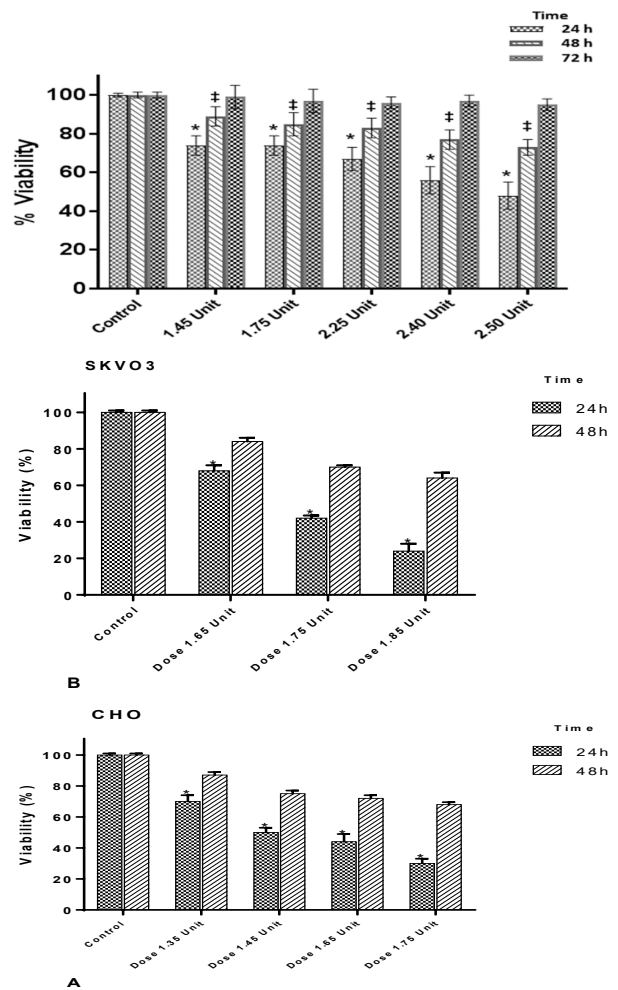 Time
24 h
48 h
72 h
% Viability
100
80
60
40
20
0
* ‡ * ‡ * ‡ * ‡ * ‡
Control
1.45 Unit
1.75 Unit
2.25 Unit
2.40 Unit
2.50 Unit
SKVO3
Time
24h
48h
Viability (%)
100
80
60
40
20
0
* * *
Control
Dose 1.65 Unit
Dose 1.75 Unit
Dose 1.85 Unit
B
CHO
Time
24h
48h
Viability (%)
100
80
60
40
20
0
* * * *
Control
Dose 1.35 Unit
Dose 1.45 Unit
Dose 1.65 Unit
Dose 1.75 Unit
A